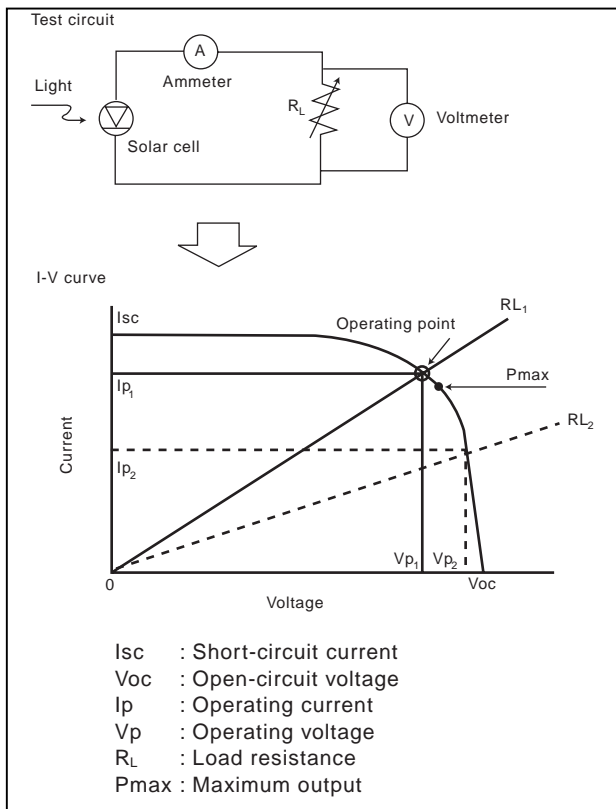 Test circuit
A
Ammeter
Light
R_L
V
Voltmeter
Solar cell
I-V curve
Isc
Operating point
RL₁
Ip₁
Pmax
RL₂
Current
Ip₂
Vp₁
Vp₂
0
Voc
Voltage
Isc : Short-circuit current
Voc : Open-circuit voltage
Ip : Operating current
Vp : Operating voltage
R_L : Load resistance
Pmax : Maximum output